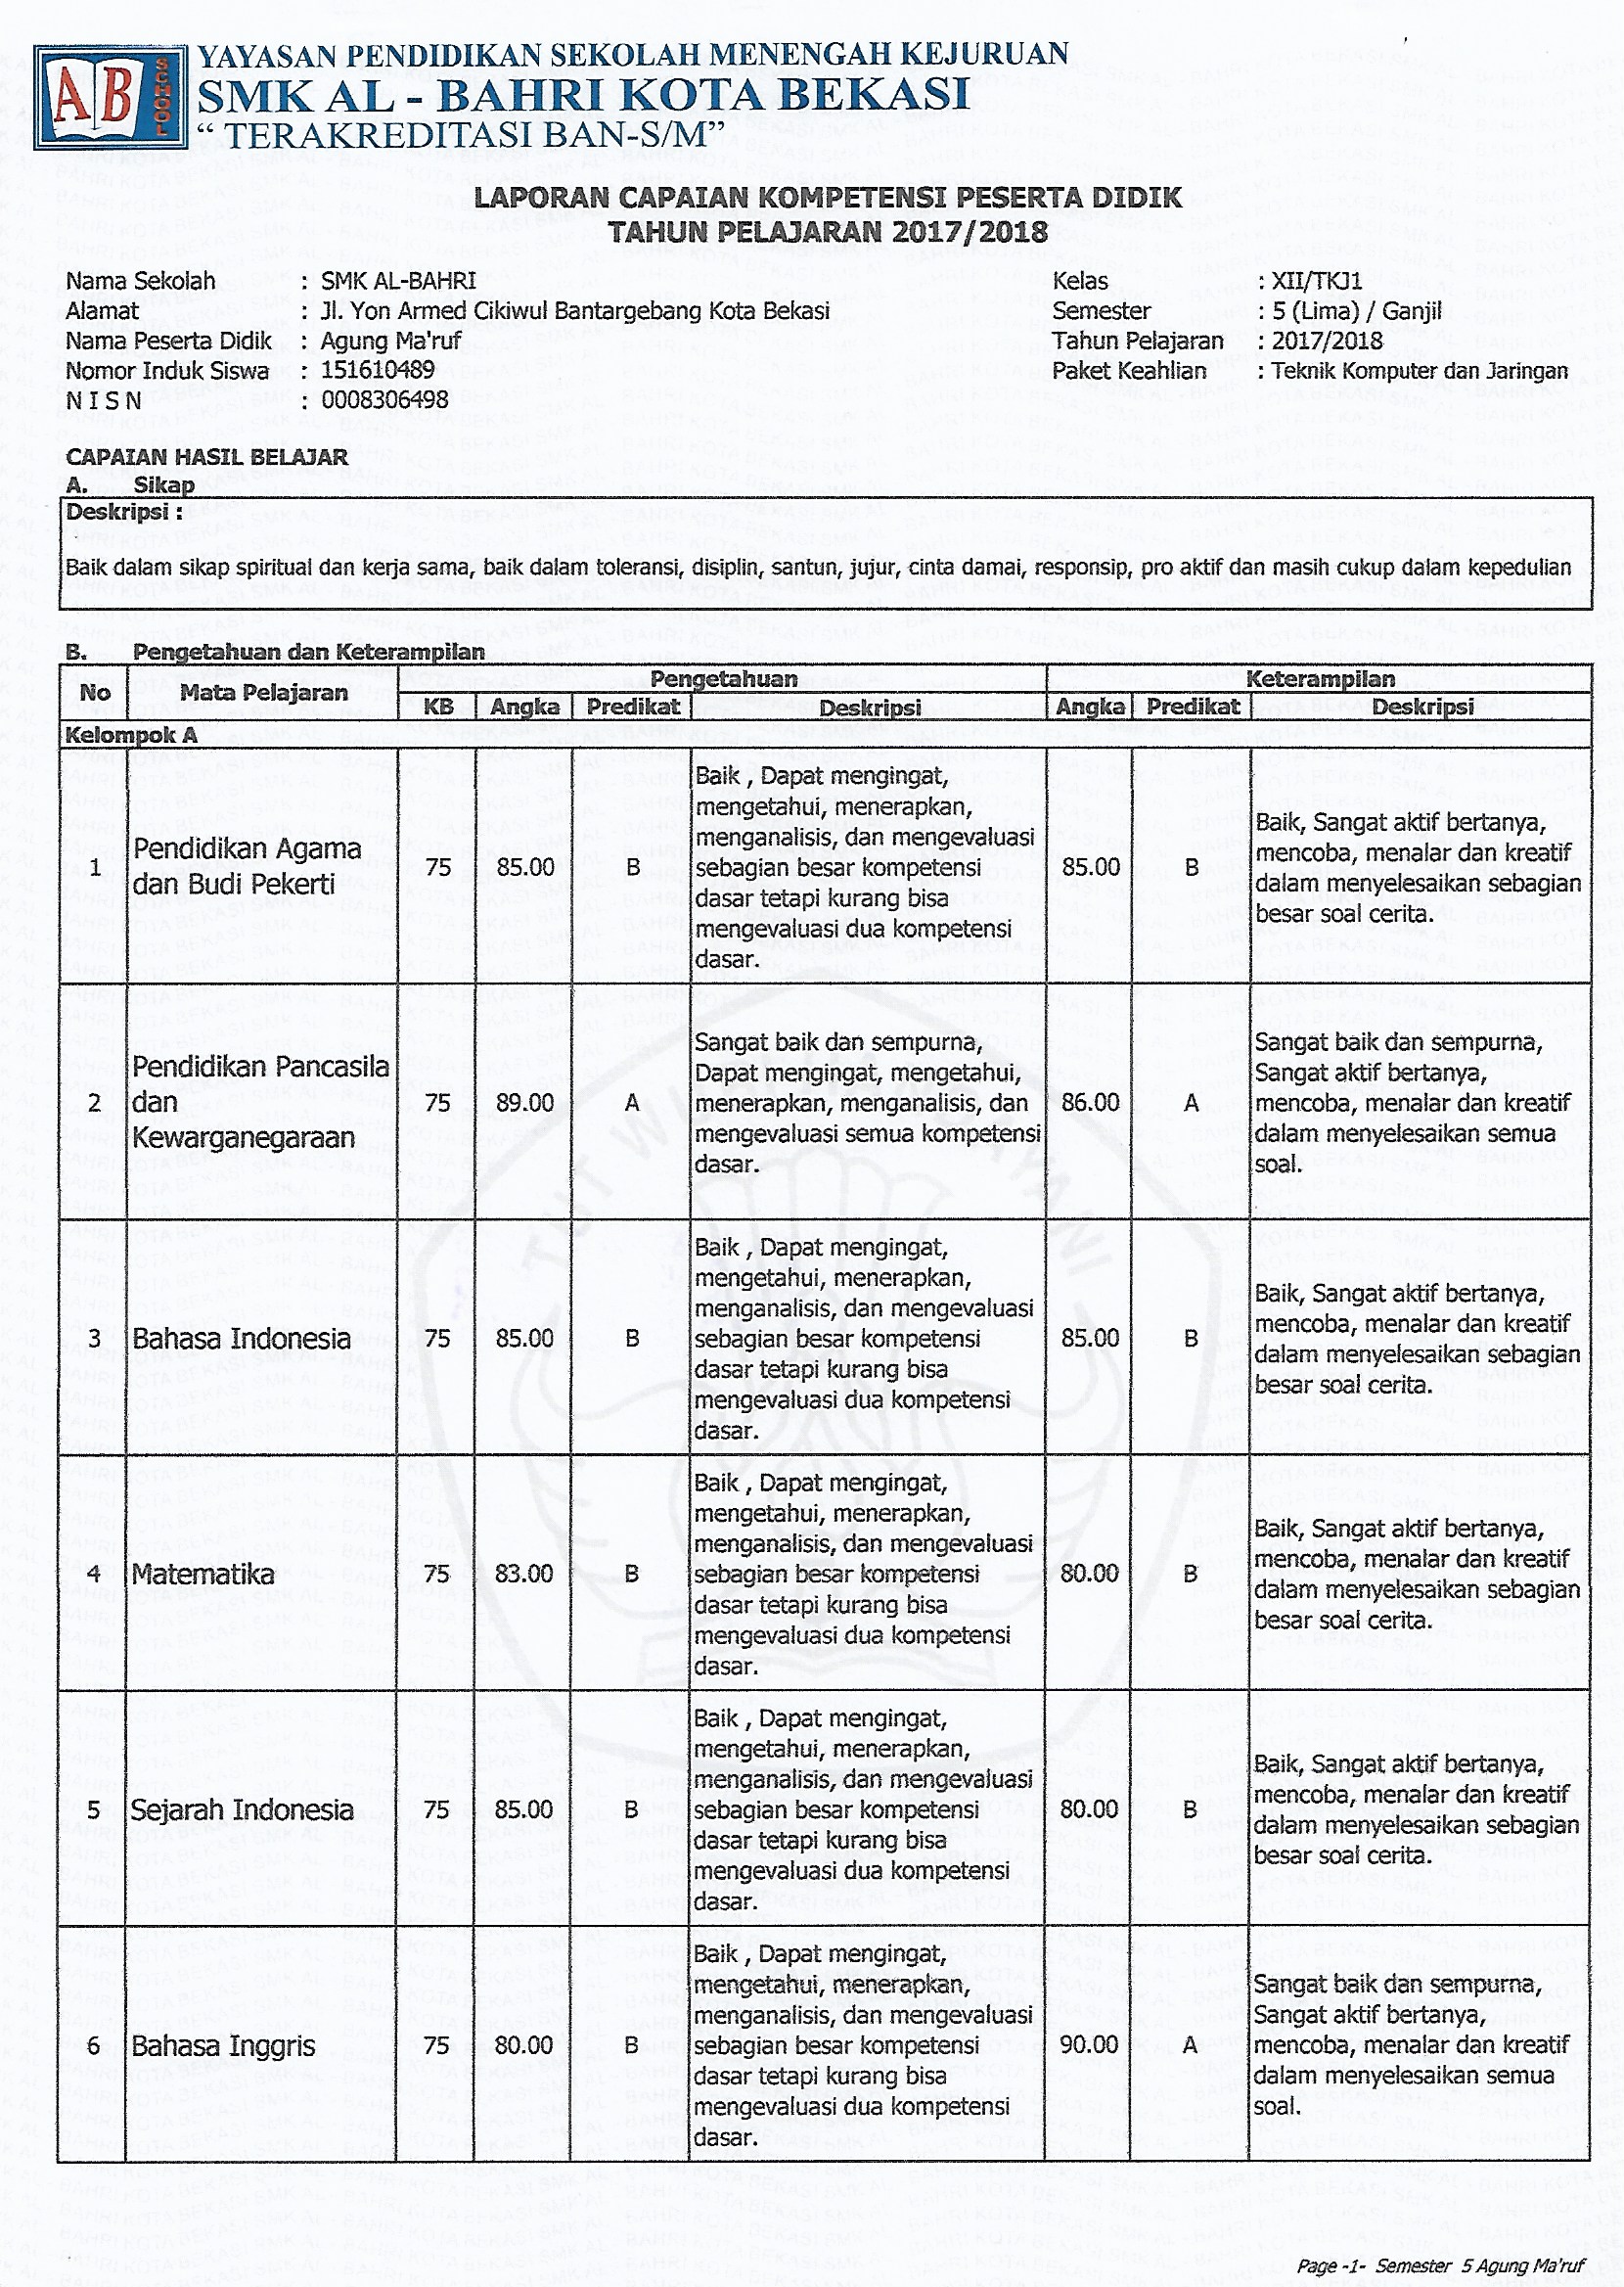 AB SCHOOL
YAYASAN PENDIDIKAN SEKOLAH MENENGAH KEJURUAN
SMK AL - BAHRI KOTA BEKASI
“ TERAKREDITASI BAN-S/M”
LAPORAN CAPAIAN KOMPETENSI PESERTA DIDIK
TAHUN PELAJARAN 2017/2018
Nama Sekolah : SMK AL-BAHRI Kelas : XII/TKJ1
Alamat : Jl. Yon Armed Cikiwul Bantargebang Kota Bekasi Semester : 5 (Lima) / Ganjil
Nama Peserta Didik : Agung Ma'ruf Tahun Pelajaran : 2017/2018
Nomor Induk Siswa : 151610489 Paket Keahlian : Teknik Komputer dan Jaringan
N I S N : 0008306498
CAPAIAN HASIL BELAJAR
A. Sikap
Deskripsi :
Baik dalam sikap spiritual dan kerja sama, baik dalam toleransi, disiplin, santun, jujur, cinta damai, responsip, pro aktif dan masih cukup dalam kepedulian
B. Pengetahuan dan Keterampilan
No Mata Pelajaran Pengetahuan Keterampilan
KB Angka Predikat Deskripsi Angka Predikat Deskripsi
Kelompok A
1
Pendidikan Agama
dan Budi Pekerti
75 85.00 B
Baik , Dapat mengingat,
mengetahui, menerapkan,
menganalisis, dan mengevaluasi
sebagian besar kompetensi
dasar tetapi kurang bisa
mengevaluasi dua kompetensi
dasar.
85.00 B
Baik, Sangat aktif bertanya,
mencoba, menalar dan kreatif
dalam menyelesaikan sebagian
besar soal cerita.
2
Pendidikan Pancasila
dan
Kewarganegaraan
75 89.00 A
Sangat baik dan sempurna,
Dapat mengingat, mengetahui,
menerapkan, menganalisis, dan
mengevaluasi semua kompetensi
dasar.
86.00 A
Sangat baik dan sempurna,
Sangat aktif bertanya,
mencoba, menalar dan kreatif
dalam menyelesaikan semua
soal.
3 Bahasa Indonesia 75 85.00 B
Baik , Dapat mengingat,
mengetahui, menerapkan,
menganalisis, dan mengevaluasi
sebagian besar kompetensi
dasar tetapi kurang bisa
mengevaluasi dua kompetensi
dasar.
85.00 B
Baik, Sangat aktif bertanya,
mencoba, menalar dan kreatif
dalam menyelesaikan sebagian
besar soal cerita.
4 Matematika 75 83.00 B
Baik , Dapat mengingat,
mengetahui, menerapkan,
menganalisis, dan mengevaluasi
sebagian besar kompetensi
dasar tetapi kurang bisa
mengevaluasi dua kompetensi
dasar.
80.00 B
Baik, Sangat aktif bertanya,
mencoba, menalar dan kreatif
dalam menyelesaikan sebagian
besar soal cerita.
5 Sejarah Indonesia 75 85.00 B
Baik , Dapat mengingat,
mengetahui, menerapkan,
menganalisis, dan mengevaluasi
sebagian besar kompetensi
dasar tetapi kurang bisa
mengevaluasi dua kompetensi
dasar.
80.00 B
Baik, Sangat aktif bertanya,
mencoba, menalar dan kreatif
dalam menyelesaikan sebagian
besar soal cerita.
6 Bahasa Inggris 75 80.00 B
Baik , Dapat mengingat,
mengetahui, menerapkan,
menganalisis, dan mengevaluasi
sebagian besar kompetensi
dasar tetapi kurang bisa
mengevaluasi dua kompetensi
dasar.
90.00 A
Sangat baik dan sempurna,
Sangat aktif bertanya,
mencoba, menalar dan kreatif
dalam menyelesaikan semua
soal.
Page -1- Semester 5 Agung Ma'ruf